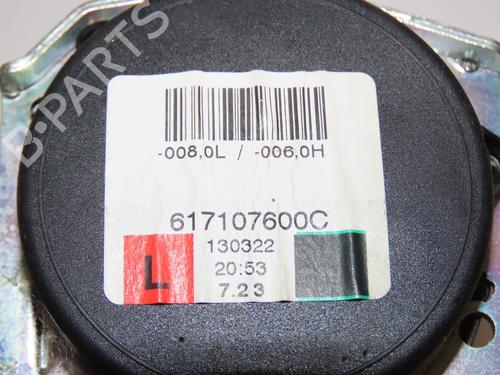 B-PARTS
-008,0L / -006,0H
617107600C
L
130322
20:53
7.23